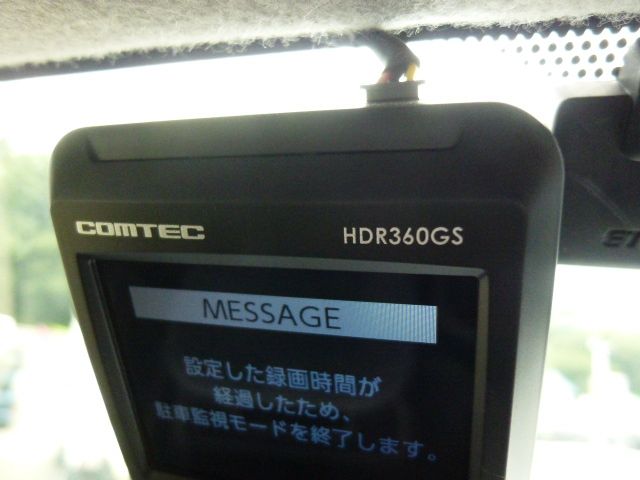 COMTEC
HDR360GS
MESSAGE
設定した録画時間が
経過したため、
駐車監視モードを終了します。